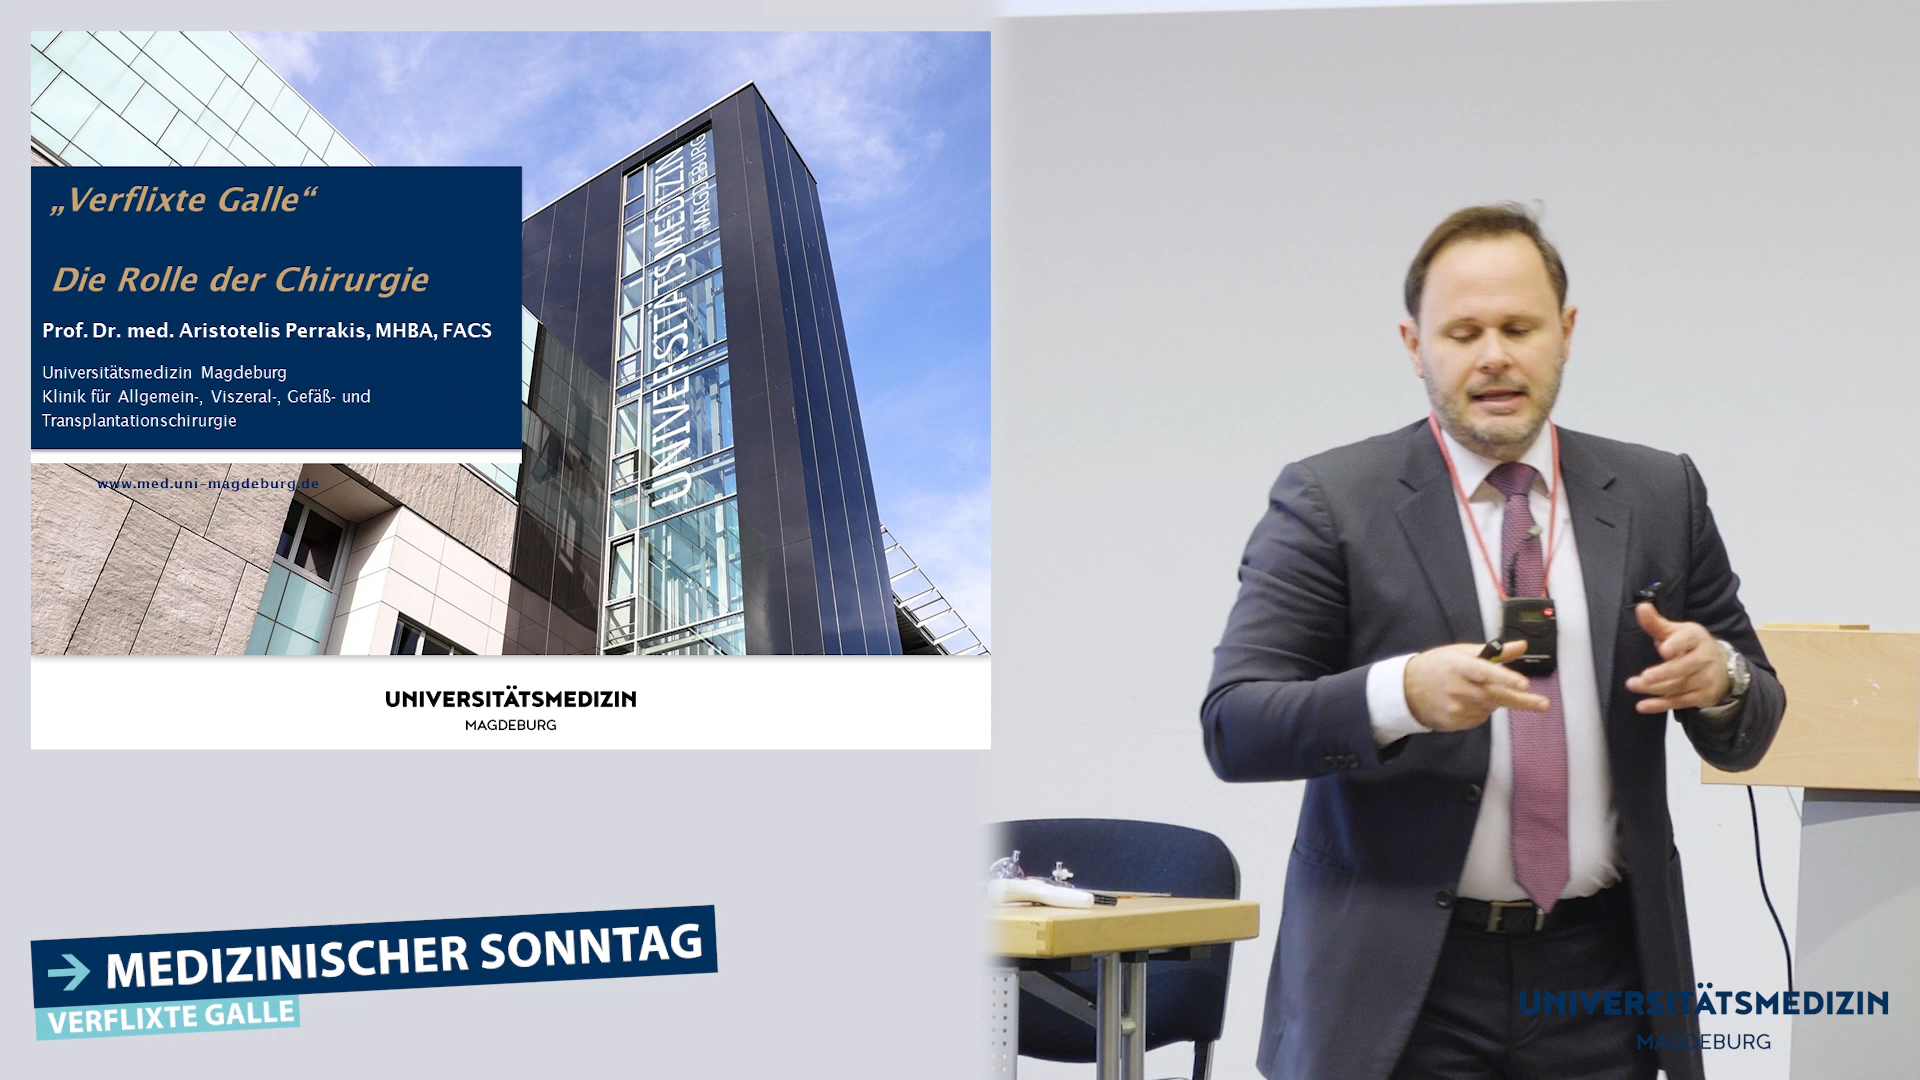 „Verflixte Galle“
Die Rolle der Chirurgie
Prof. Dr. med. Aristotelis Perrakis, MHBA, FACS
Universitätsmedizin Magdeburg
Klinik für Allgemein-, Viszeral-, Gefäß- und
Transplantationschirurgie
www.med.uni-magdeburg.de
UNIVERSITÄTSMEDIZIN
MAGDEBURG
UNIVERSITÄTSMEDIZIN
MAGDEBURG
→ MEDIZINISCHER SONNTAG
VERFLIXTE GALLE
UNIVERSITÄTSMEDIZIN
MAGDEBURG